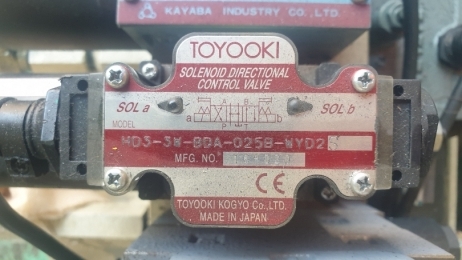 KAYABA INDUSTRY CO.,LTD.
TOYOOKI
SOLENOID DIRECTIONAL
CONTROL VALVE
SOL a
SOL b
a
b
MODEL
HD3-3W-BDA-025B-WYD2
MFG. NO.
CE
TOYOOKI KOGYO Co.,LTD.
MADE IN JAPAN